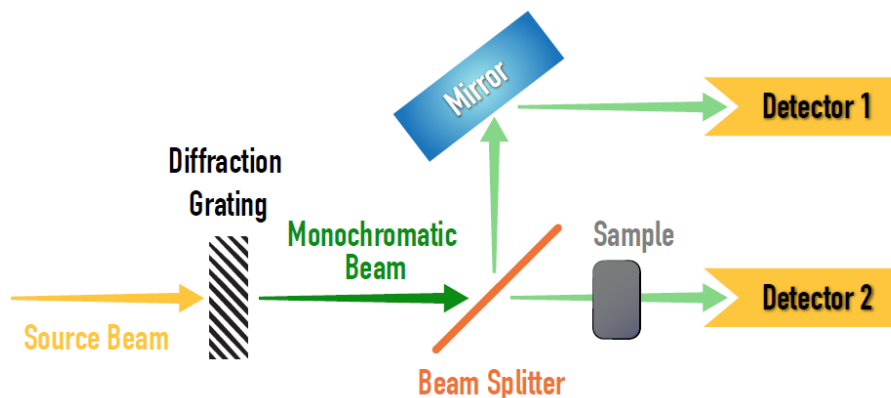 Mirror
Detector 1
Diffraction
Grating
Monochromatic
Beam
Sample
Source Beam
Detector 2
Beam Splitter